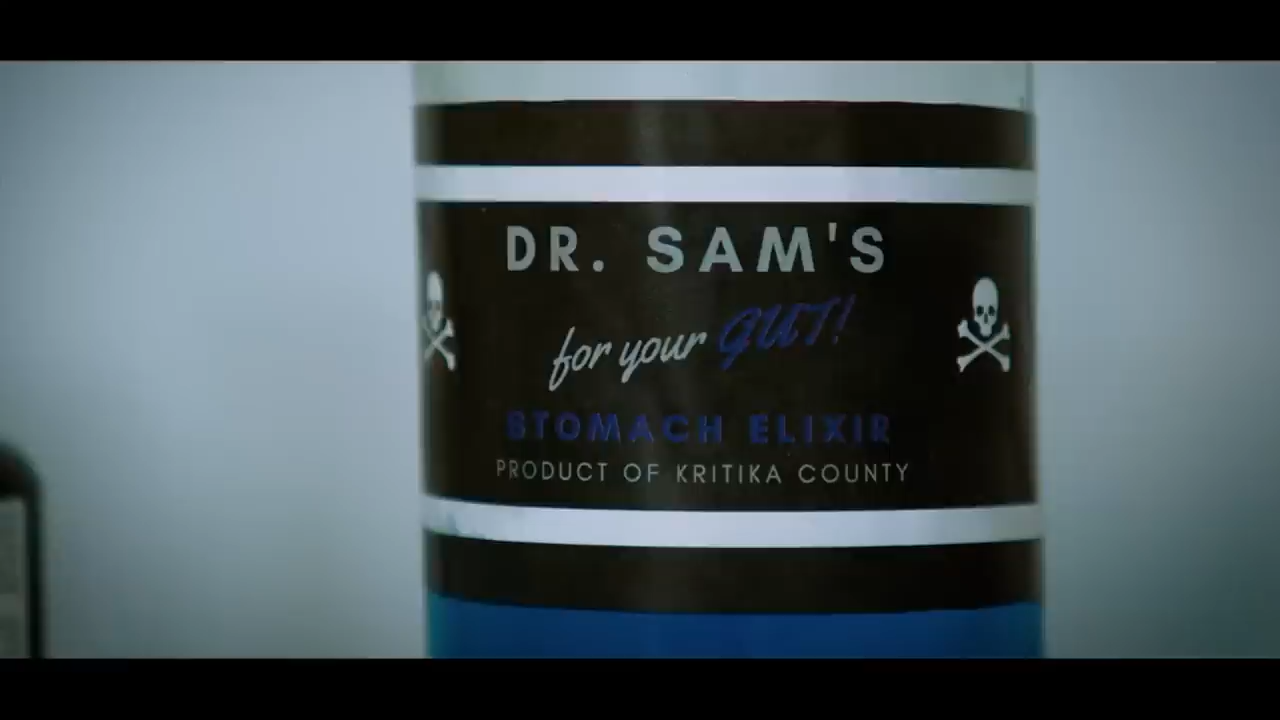 DR. SAM'S
for your GUT!
STOMACH ELIXIR
PRODUCT OF KRITIKA COUNTY